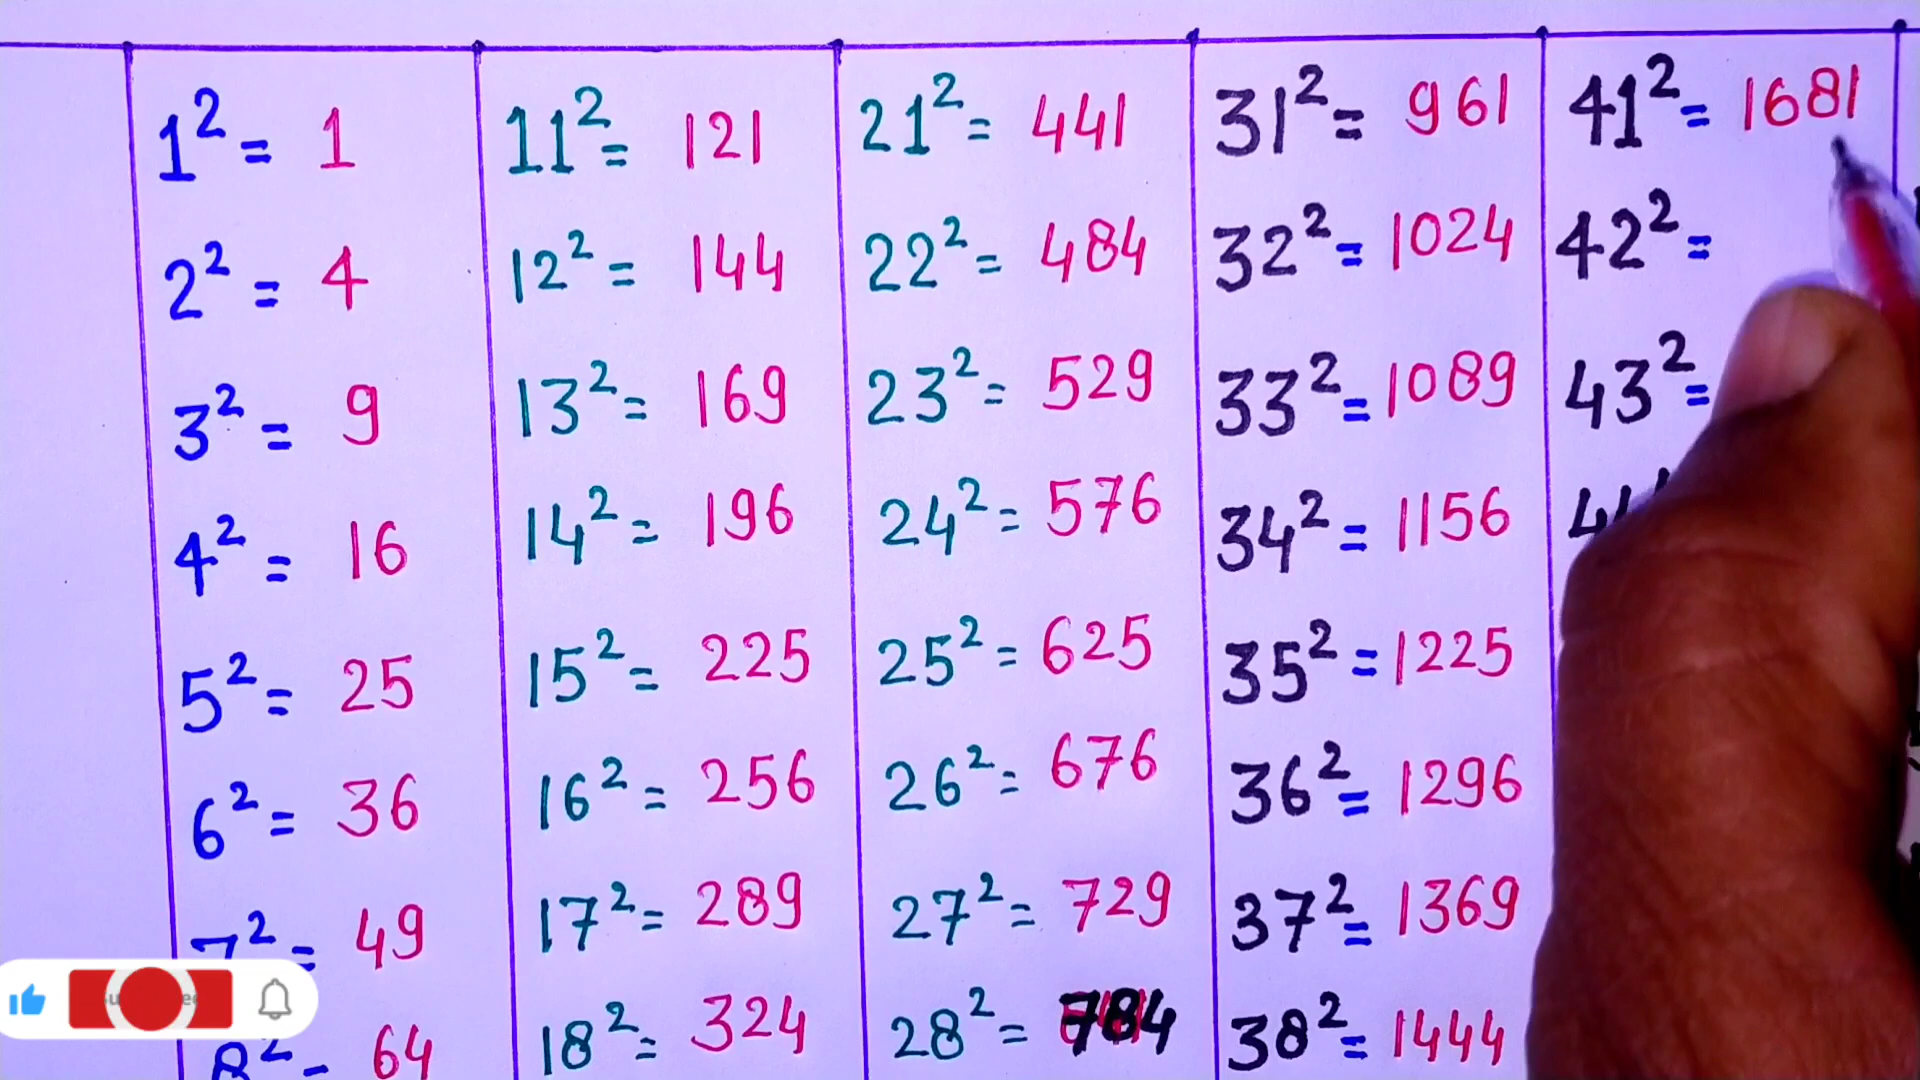 1² = 1
2² = 4
3² = 9
4² = 16
5² = 25
6² = 36
7² = 49
8² = 64
11² = 121
12² = 144
13² = 169
14² = 196
15² = 225
16² = 256
17² = 289
18² = 324
21² = 441
22² = 484
23² = 529
24² = 576
25² = 625
26² = 676
27² = 729
28² = 784
31² = 961
32² = 1024
33² = 1089
34² = 1156
35² = 1225
36² = 1296
37² = 1369
38² = 1444
41² = 1681
42² =
43² =